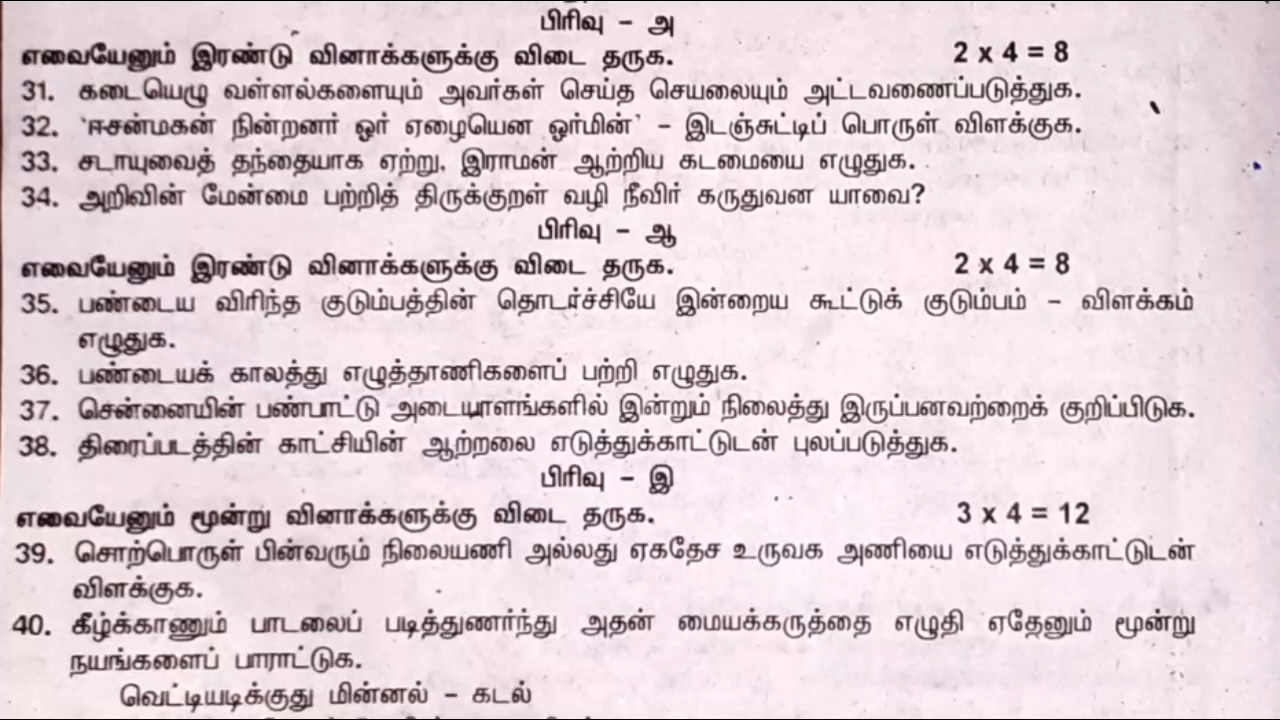 பிரிவு – அ
எவையேனும் இரண்டு வினாக்களுக்கு விடை தருக. 2 x 4 = 8
31. கடையெழு வள்ளல்களையும் அவர்கள் செய்த செயலையும் அட்டவணைப்படுத்துக.
32. 'ஈசன்மகன் நின்றனர் ஓர் ஏழையென ஓர்மின்' – இடஞ்சுட்டிப் பொருள் விளக்குக.
33. சடாயுவைத் தந்தையாக ஏற்று, இராமன் ஆற்றிய கடமையை எழுதுக.
34. அறிவின் மேன்மை பற்றித் திருக்குறள் வழி நீவிர் கருதுவன யாவை?
பிரிவு – ஆ
எவையேனும் இரண்டு வினாக்களுக்கு விடை தருக. 2 x 4 = 8
35. பண்டைய விரிந்த குடும்பத்தின் தொடர்ச்சியே இன்றைய கூட்டுக் குடும்பம் – விளக்கம்
எழுதுக.
36. பண்டையக் காலத்து எழுத்தாணிகளைப் பற்றி எழுதுக.
37. சென்னையின் பண்பாட்டு அடையாளங்களில் இன்றும் நிலைத்து இருப்பனவற்றைக் குறிப்பிடுக.
38. திரைப்படத்தின் காட்சியின் ஆற்றலை எடுத்துக்காட்டுடன் புலப்படுத்துக.
பிரிவு – இ
எவையேனும் மூன்று வினாக்களுக்கு விடை தருக. 3 x 4 = 12
39. சொற்பொருள் பின்வரும் நிலையணி அல்லது ஏகதேச உருவக அணியை எடுத்துக்காட்டுடன்
விளக்குக.
40. கீழ்க்காணும் பாடலைப் படித்துணர்ந்து அதன் மையக்கருத்தை எழுதி ஏதேனும் மூன்று
நயங்களைப் பாராட்டுக.
வெட்டியடிக்குது மின்னல் – கடல்